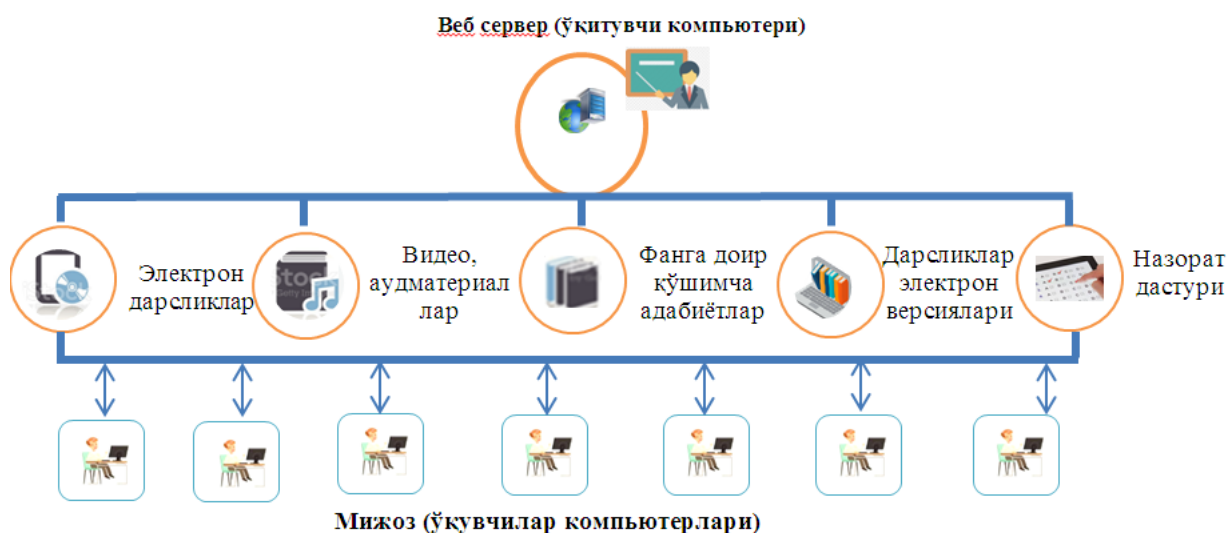 Веб сервер (ўқитувчи компьютери)
Электрон
дарсликлар
Видео,
аудматериал
лар
Фанга доир
қўшимча
адабиётлар
Дарсликлар
электрон
версиялари
Назорат
дастури
Мижоз (ўқувчилар компьютерлари)